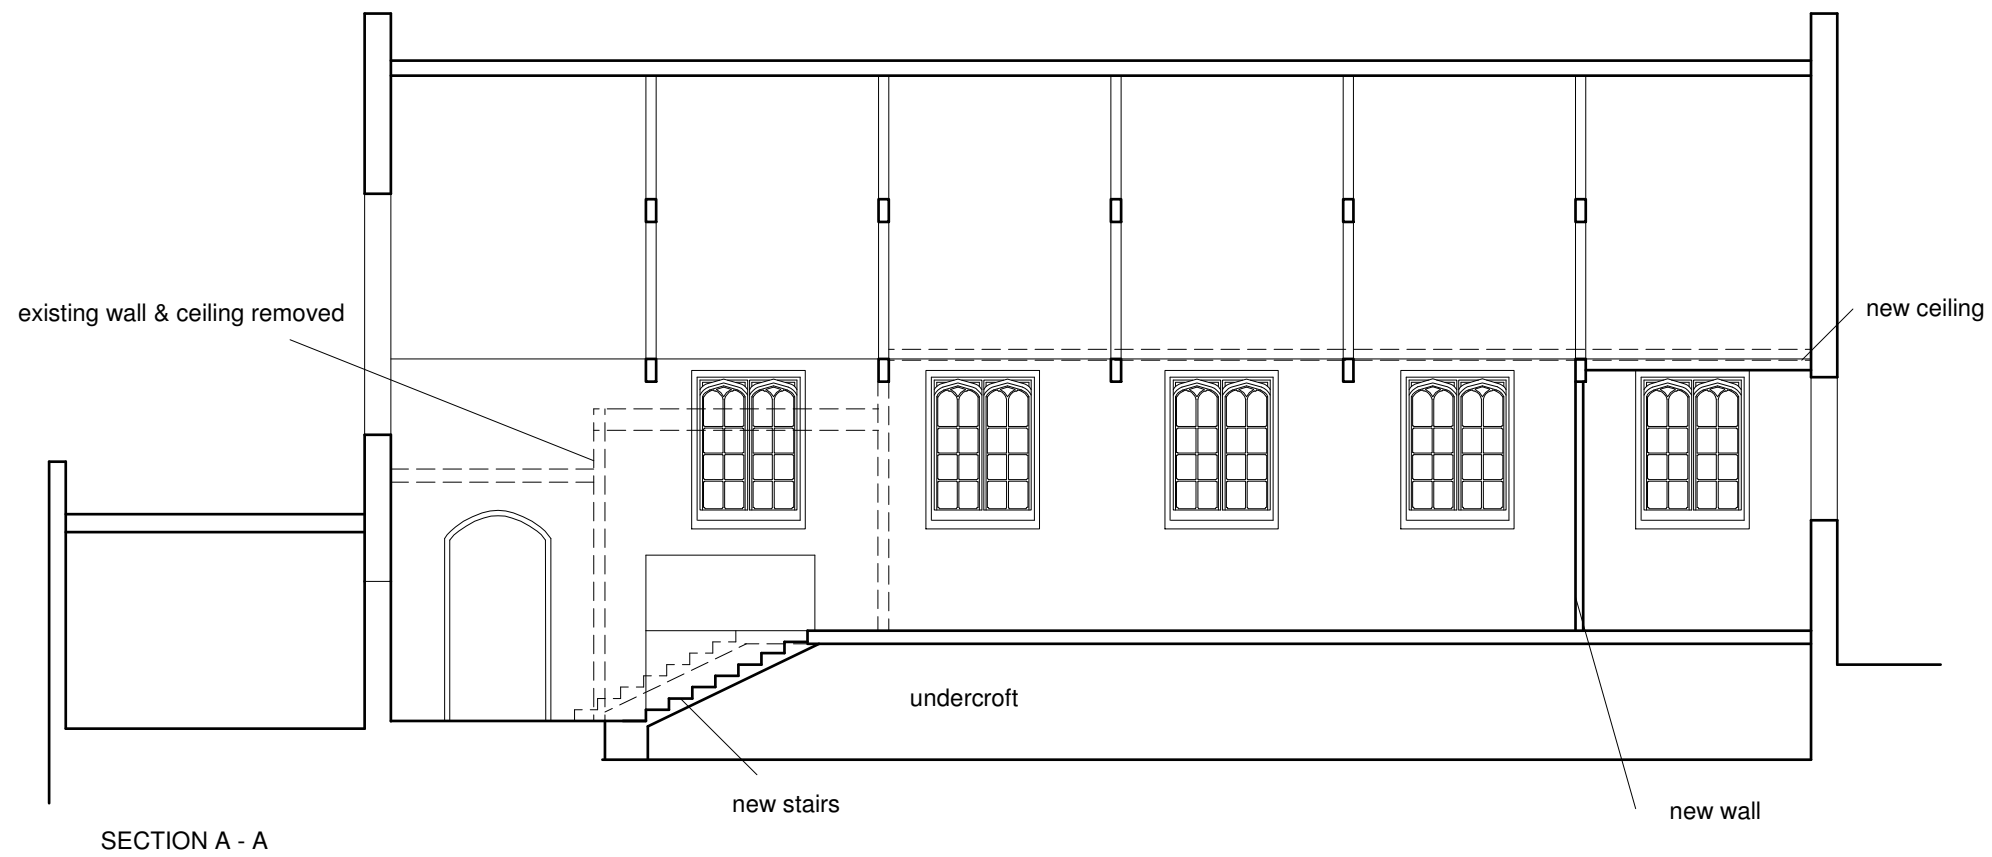 existing wall & ceiling removed
new ceiling
undercroft
new stairs
new wall
SECTION A - A